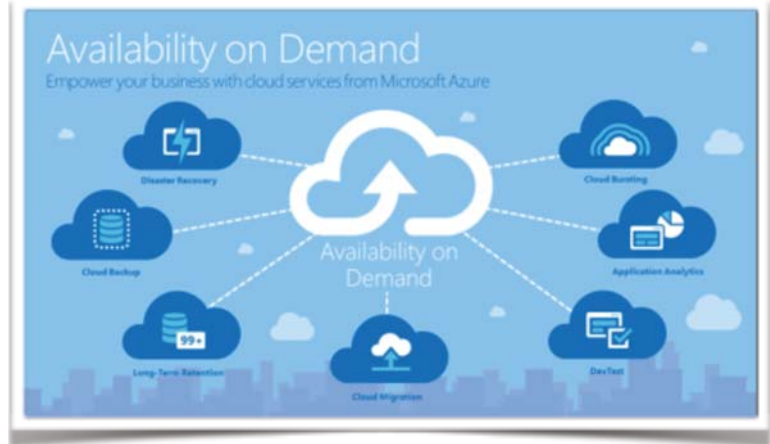 Availability on Demand
Empower your business with cloud services from Microsoft Azure
Disaster Recovery
Cloud Bursting
Availability on
Demand
Cloud Backup
Application Analytics
99+
Long-Term Retention
DevTest
Cloud Migration